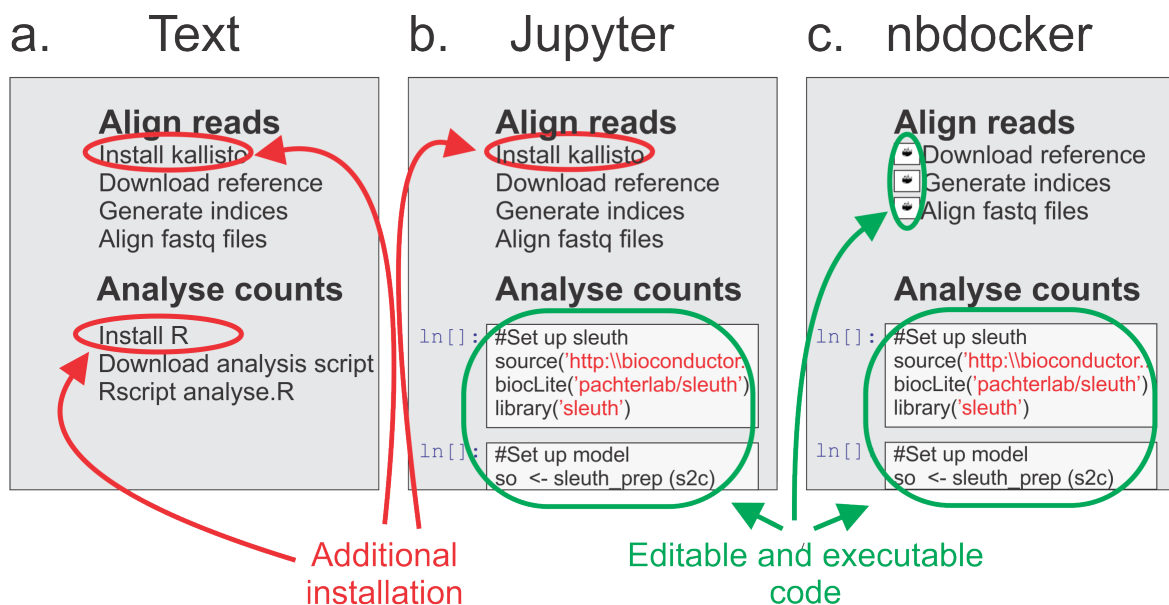 a. Text
Align reads
Install kallisto
Download reference
Generate indices
Align fastq files
Analyse counts
Install R
Download analysis script
Rscript analyse.R
b. Jupyter
Align reads
Install kallisto
Download reference
Generate indices
Align fastq files
Analyse counts
ln[]: #Set up sleuth
source('http:\\bioconductor.
biocLite('pachterlab/sleuth')
library('sleuth')
ln[]: #Set up model
so <- sleuth_prep (s2c)
c. nbdocker
Align reads
Download reference
Generate indices
Align fastq files
Analyse counts
ln[]: #Set up sleuth
source('http:\\bioconductor..
biocLite('pachterlab/sleuth')
library('sleuth')
ln[] #Set up model
so <- sleuth_prep (s2c)
Additional
installation
Editable and executable
code